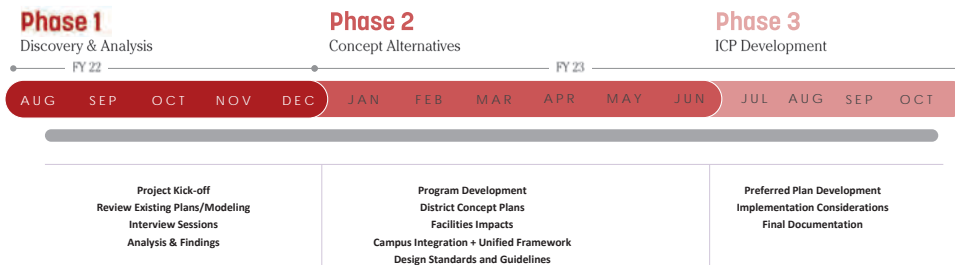 Phase 1
Discovery & Analysis
Phase 2
Concept Alternatives
Phase 3
ICP Development
FY 22
FY 23
AUG SEP OCT NOV DEC JAN FEB MAR APR MAY JUN JUL AUG SEP OCT
Project Kick-off
Review Existing Plans/Modeling
Interview Sessions
Analysis & Findings
Program Development
District Concept Plans
Facilities Impacts
Campus Integration + Unified Framework
Design Standards and Guidelines
Preferred Plan Development
Implementation Considerations
Final Documentation